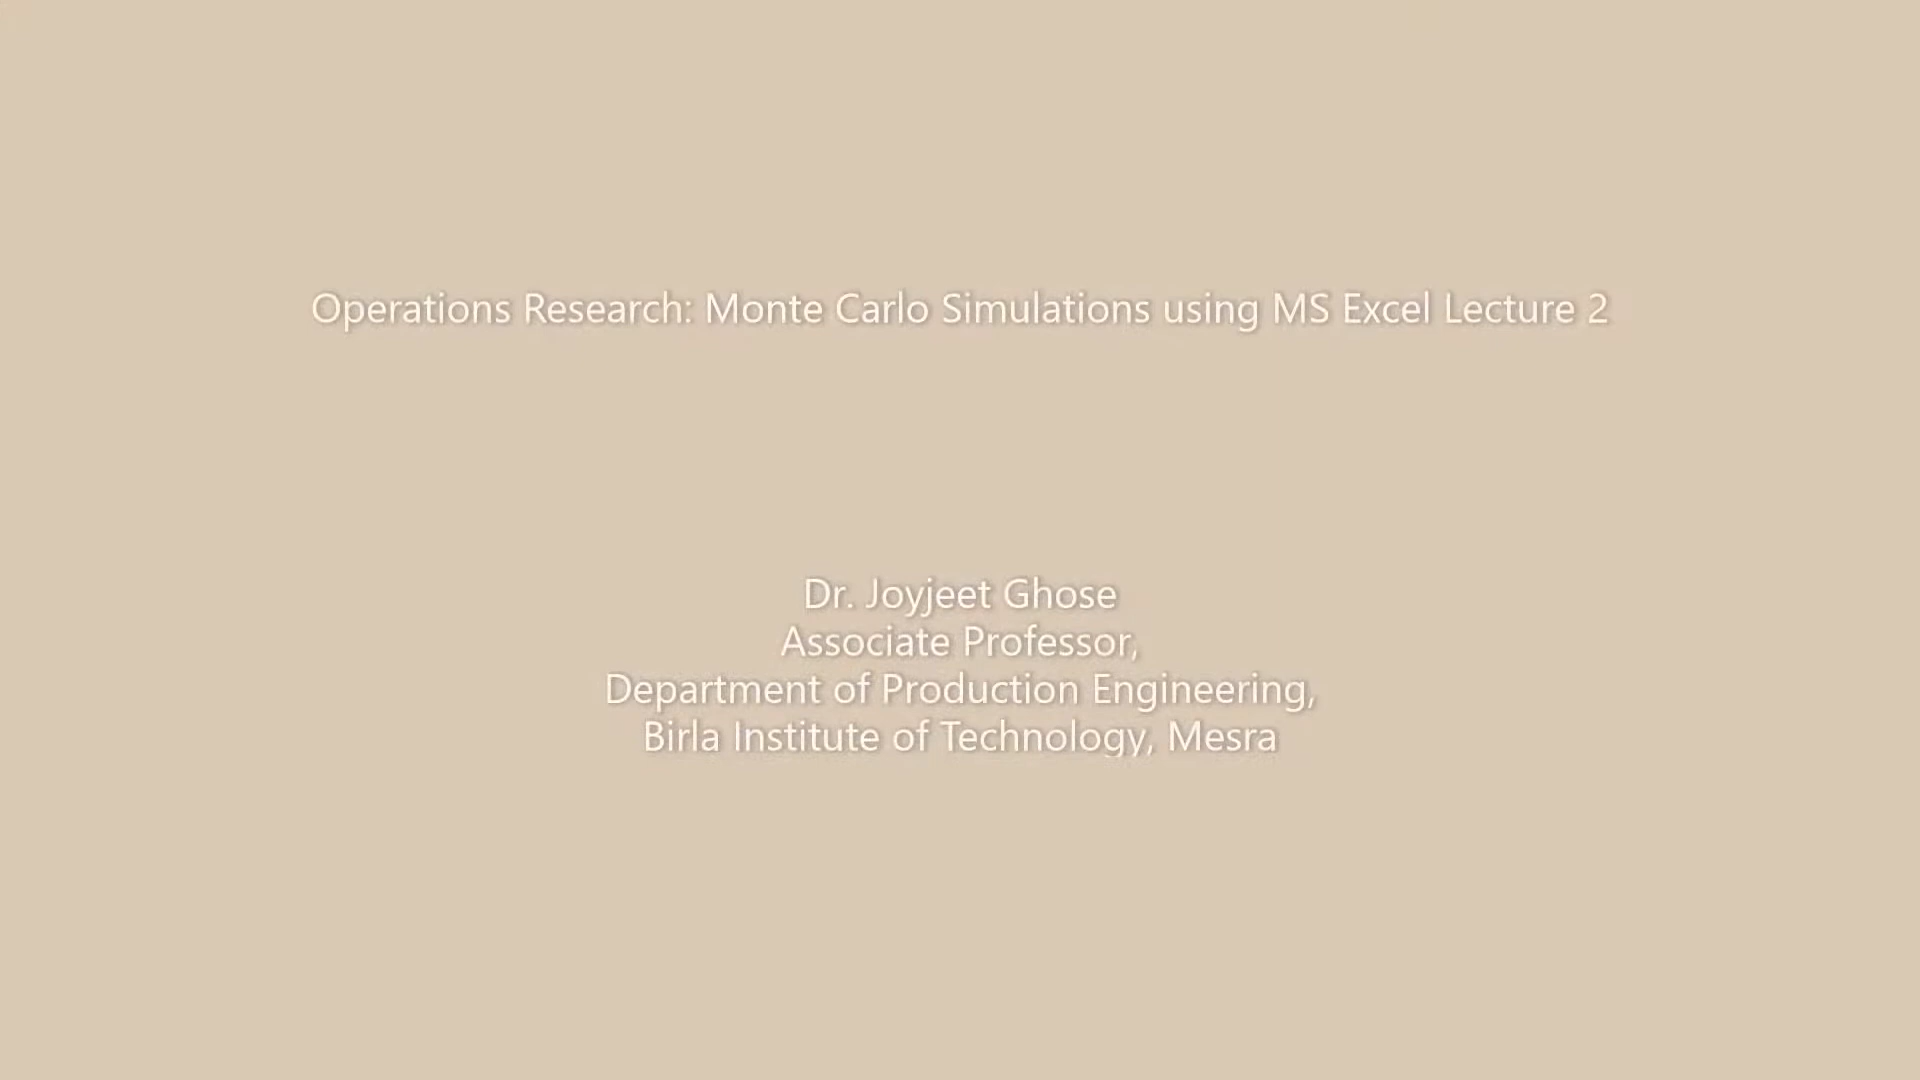 Operations Research: Monte Carlo Simulations using MS Excel Lecture 2
Dr. Joyjeet Ghose
Associate Professor,
Department of Production Engineering,
Birla Institute of Technology, Mesra